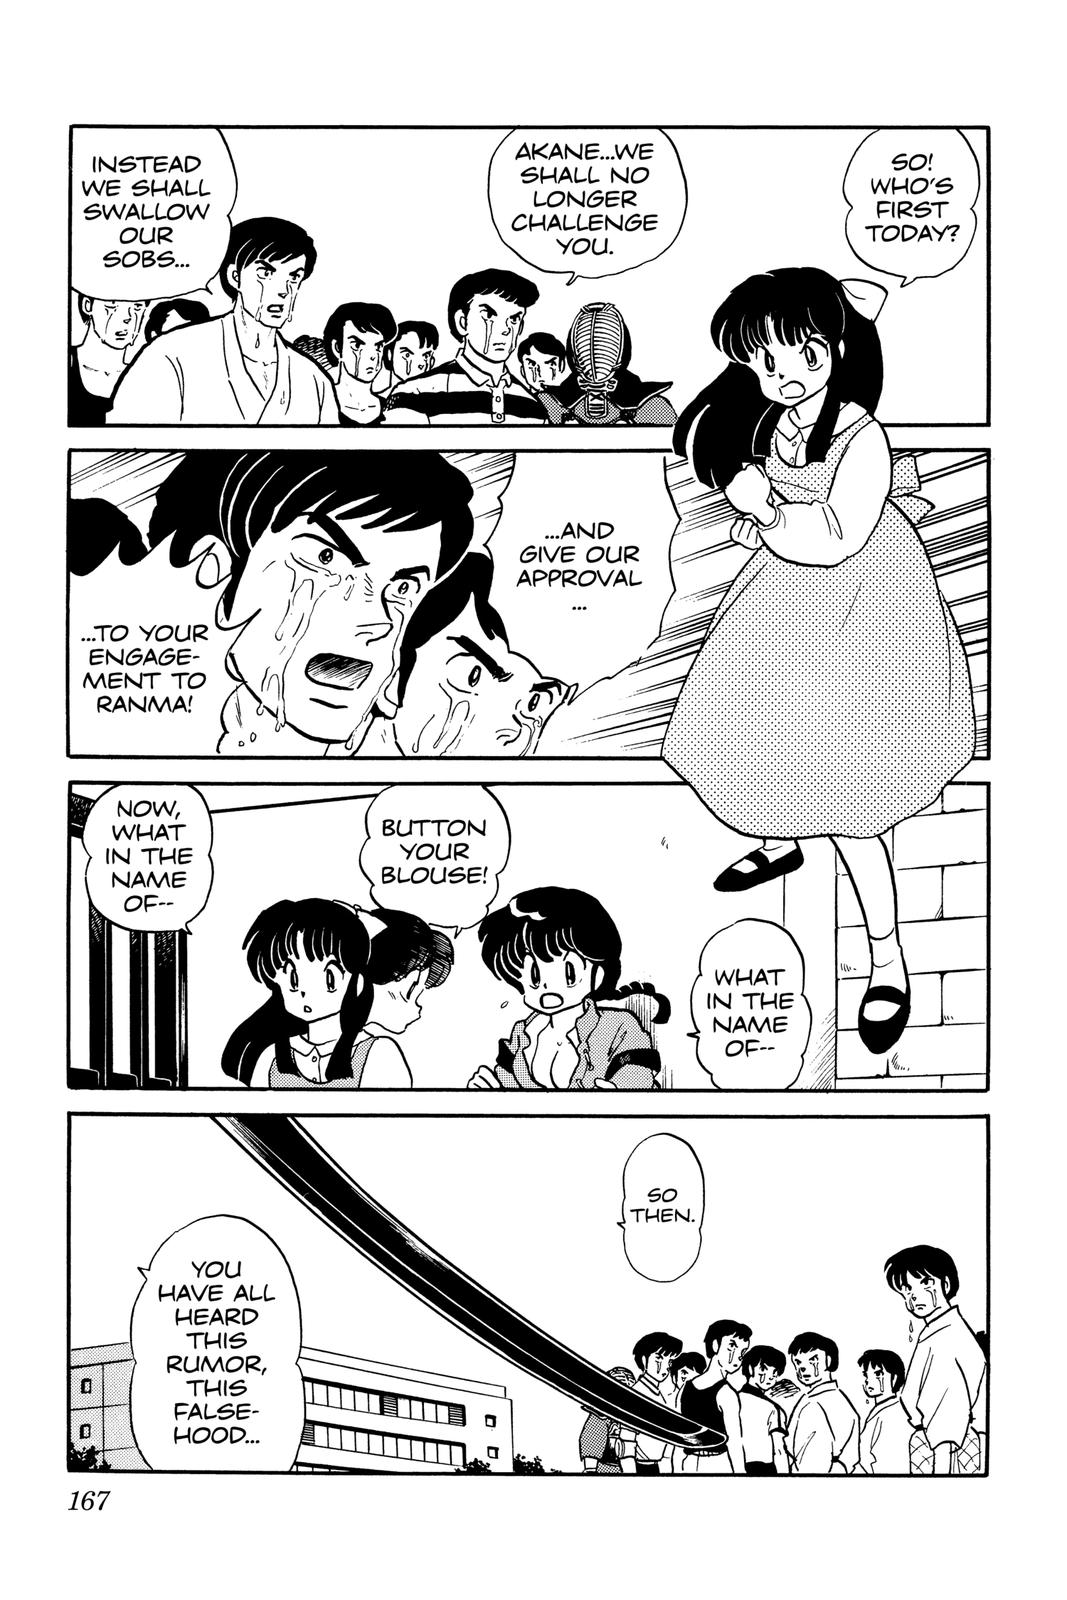 SO!
WHO'S
FIRST
TODAY?
AKANE...WE
SHALL NO
LONGER
CHALLENGE
YOU.
INSTEAD
WE SHALL
SWALLOW
OUR
SOBS...
...AND
GIVE OUR
APPROVAL
...
...TO YOUR
ENGAGE-
MENT TO
RANMA!
WHAT
IN THE
NAME
OF--
BUTTON
YOUR
BLOUSE!
NOW,
WHAT
IN THE
NAME
OF--
SO
THEN.
YOU
HAVE ALL
HEARD
THIS
RUMOR,
THIS
FALSE-
HOOD...
167